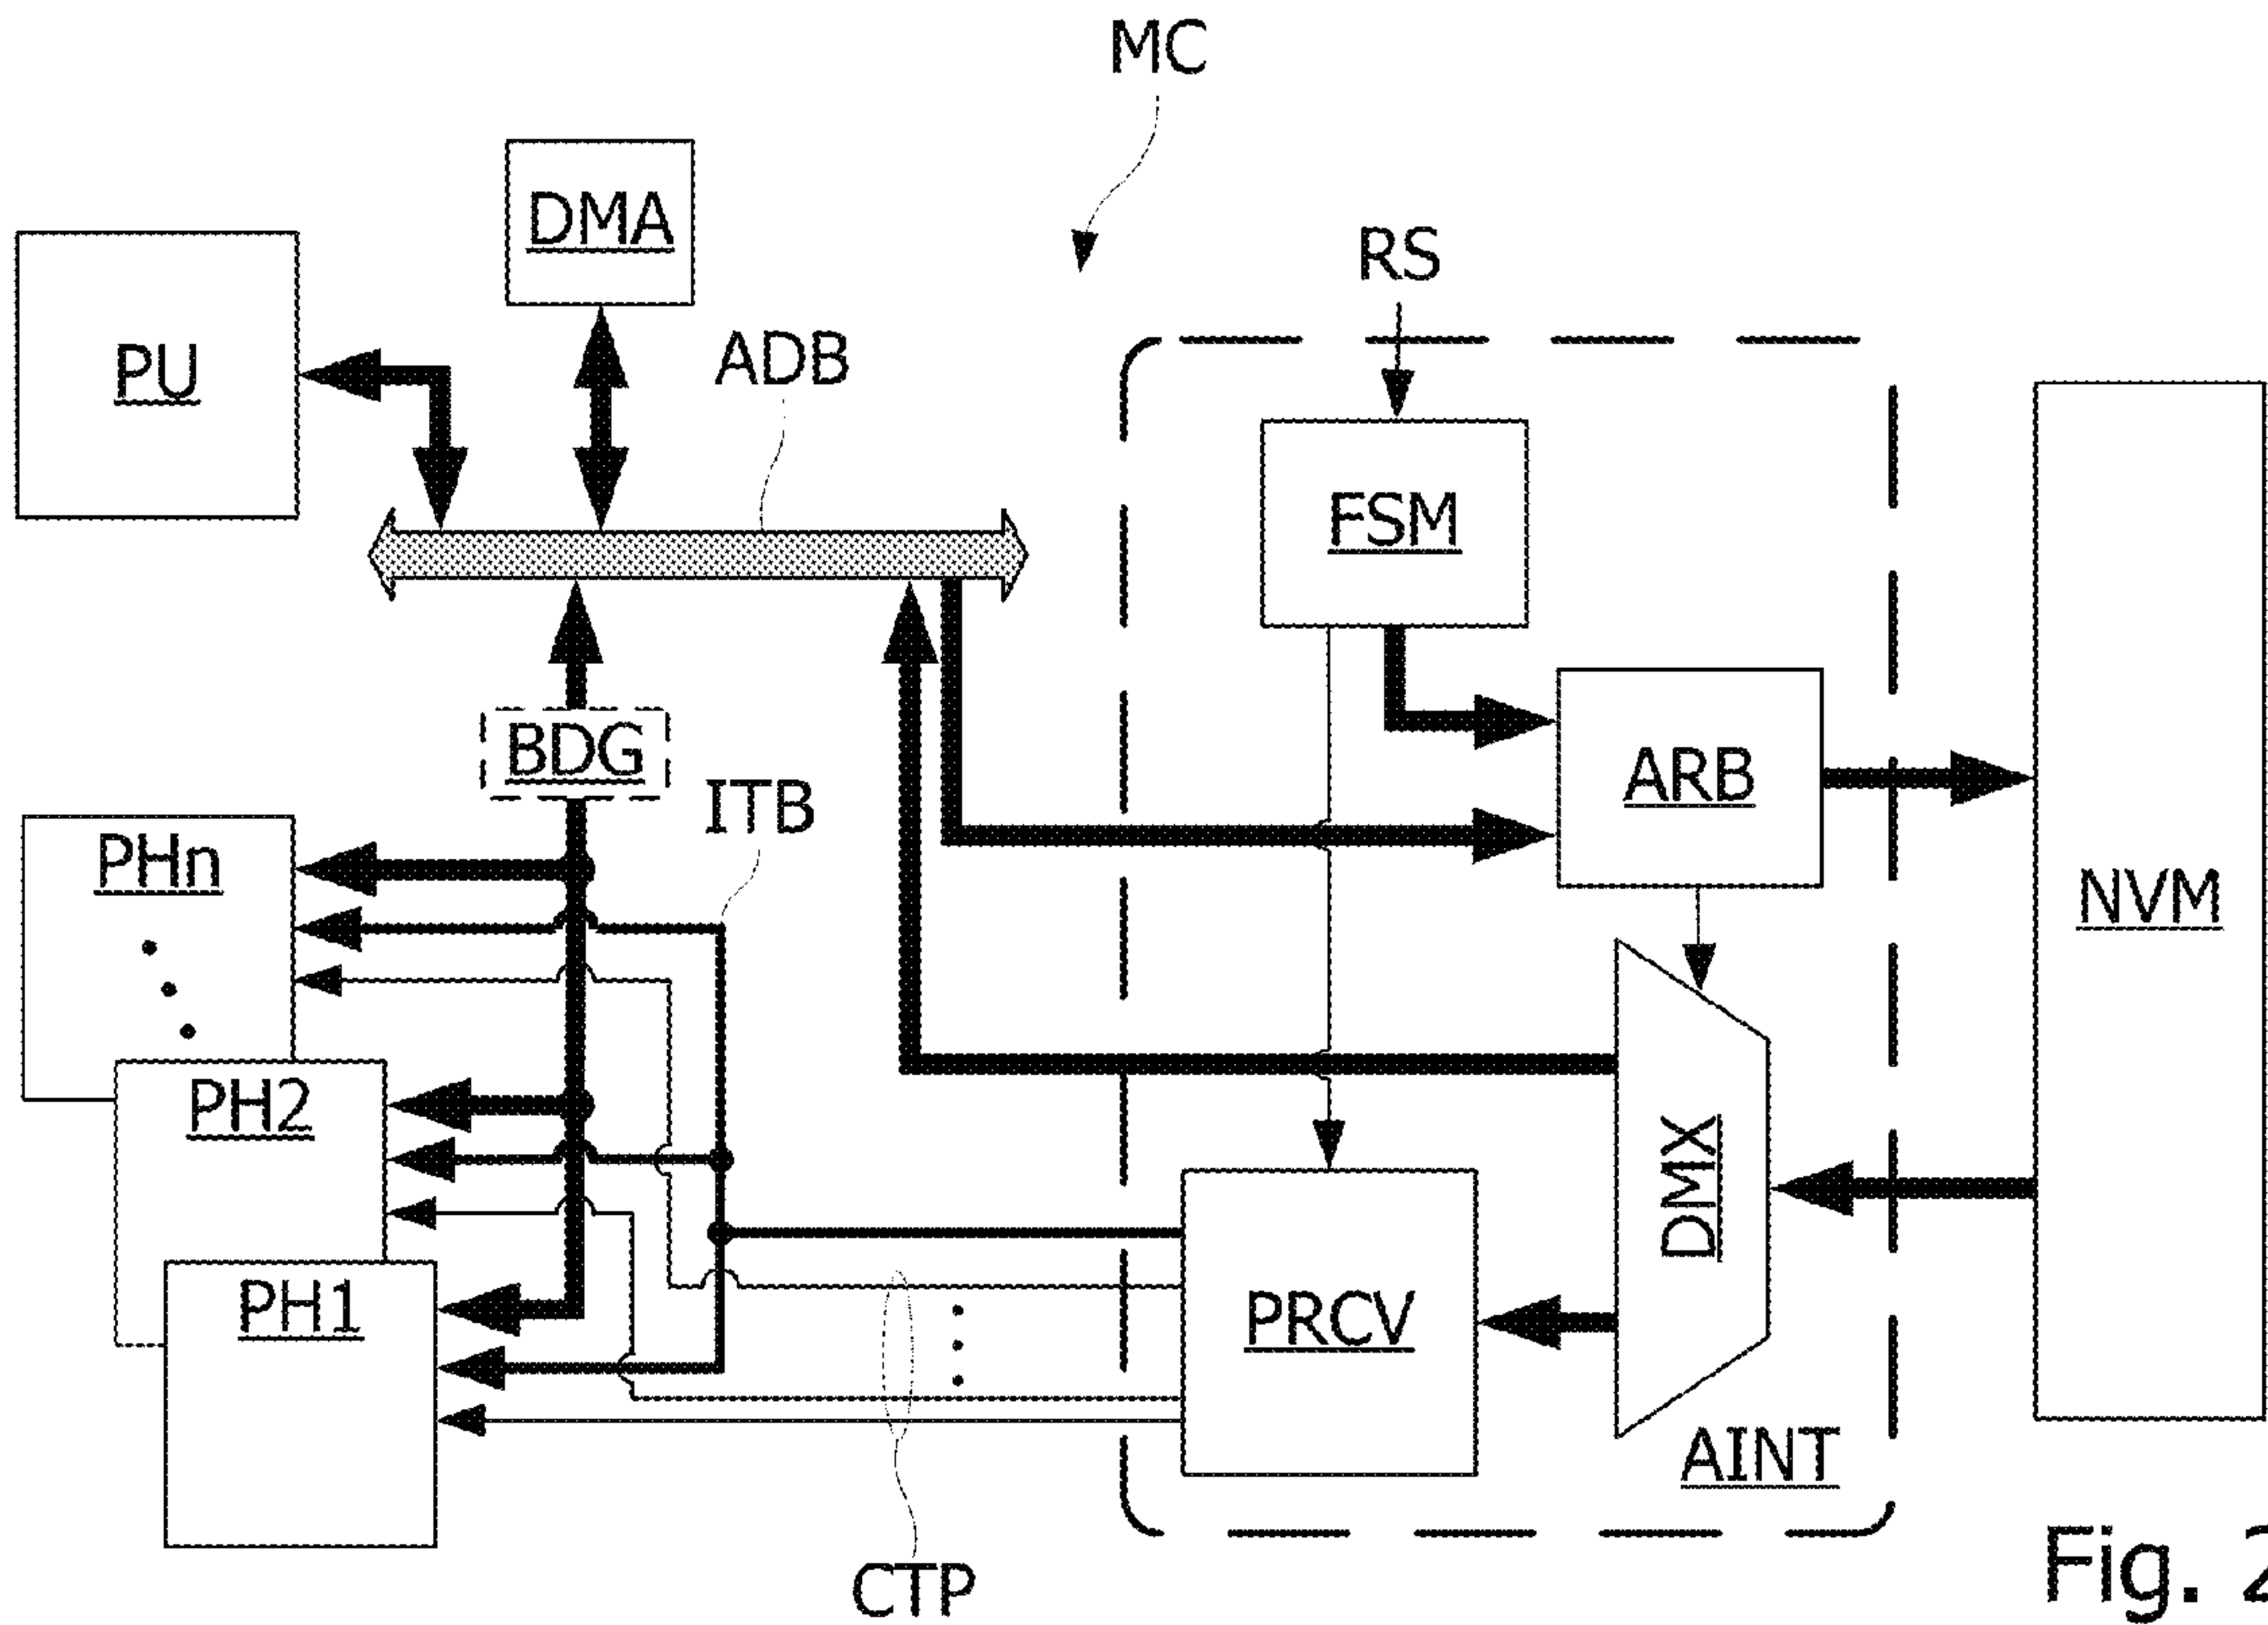 MC
DMA
RS
PU
ADB
FSM
BDG
ARB
ITB
PHn
NVM
PH2
DMX
PH1
PRCV
AINT
CTP
Fig. 2